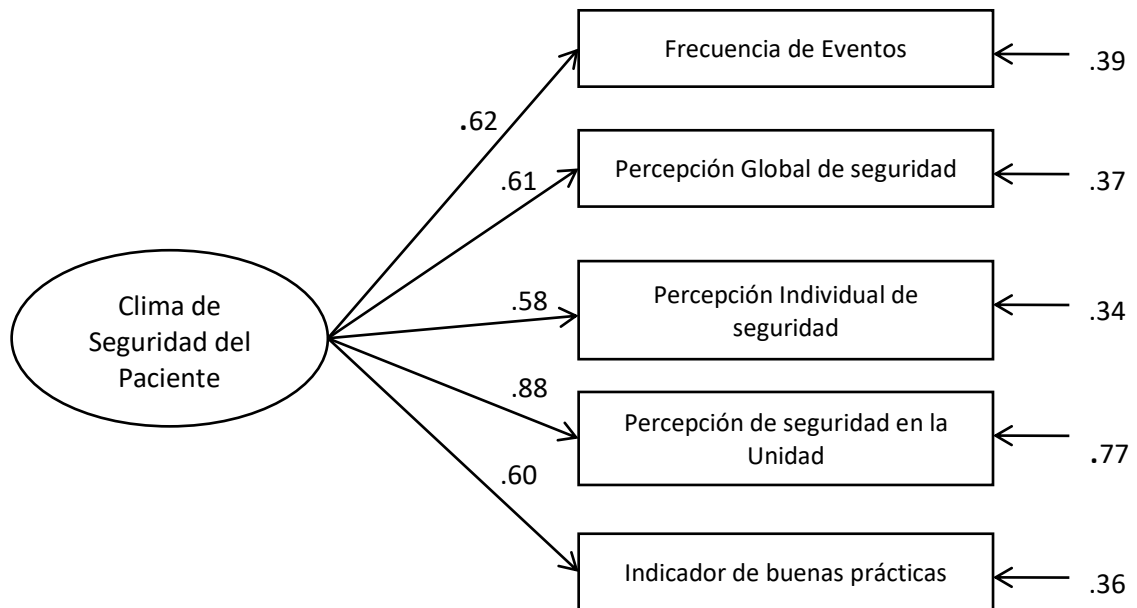 Frecuencia de Eventos
.39
.62
Percepción Global de seguridad
.37
.61
Clima de
Seguridad del
Paciente
.58
Percepción Individual de
seguridad
.34
.88
Percepción de seguridad en la
Unidad
.77
.60
Indicador de buenas prácticas
.36